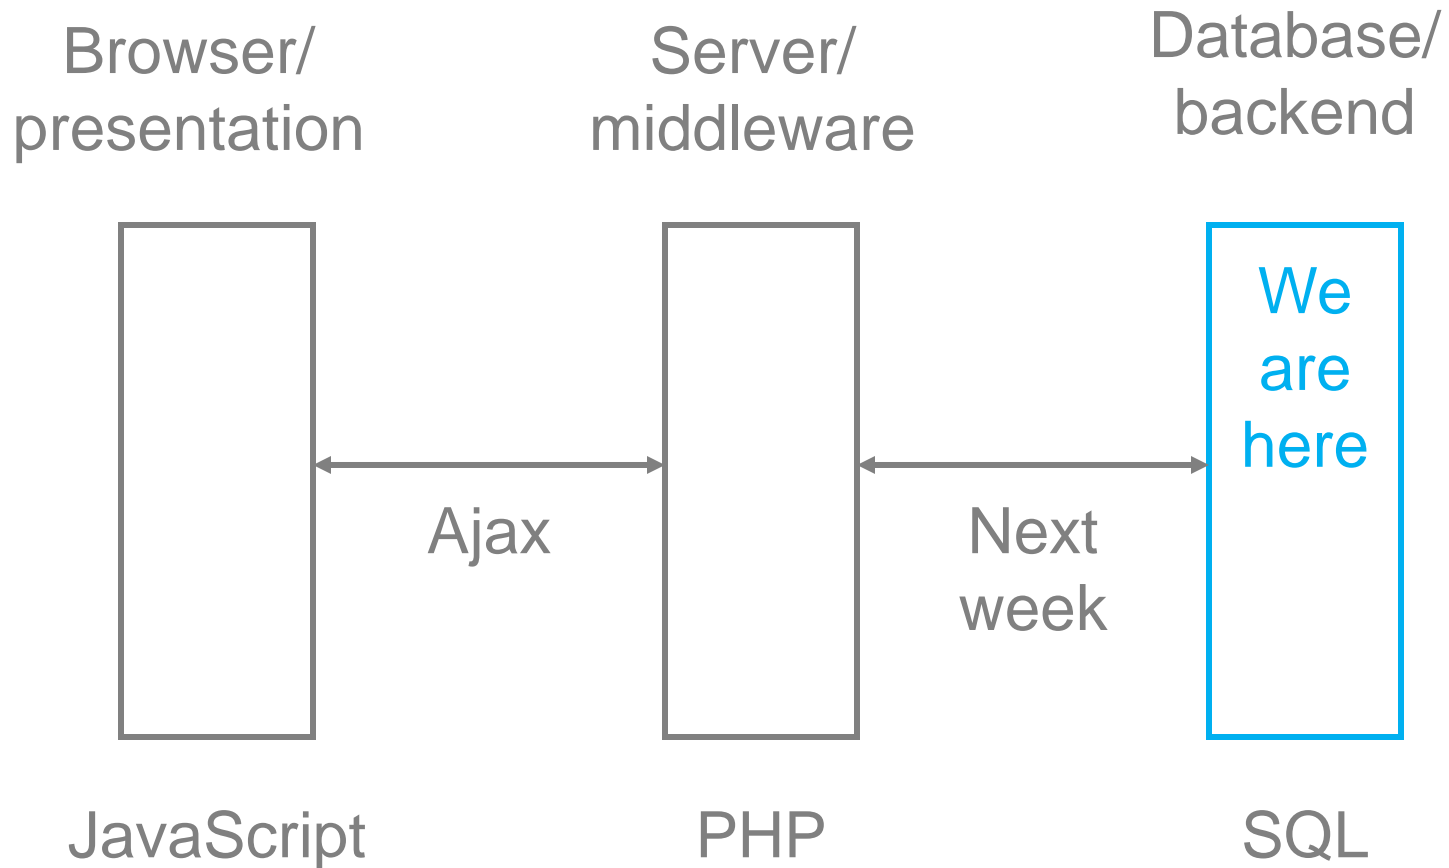 Browser/
presentation
Server/
middleware
Database/
backend
We
are
here
Ajax
Next
week
JavaScript
PHP
SQL